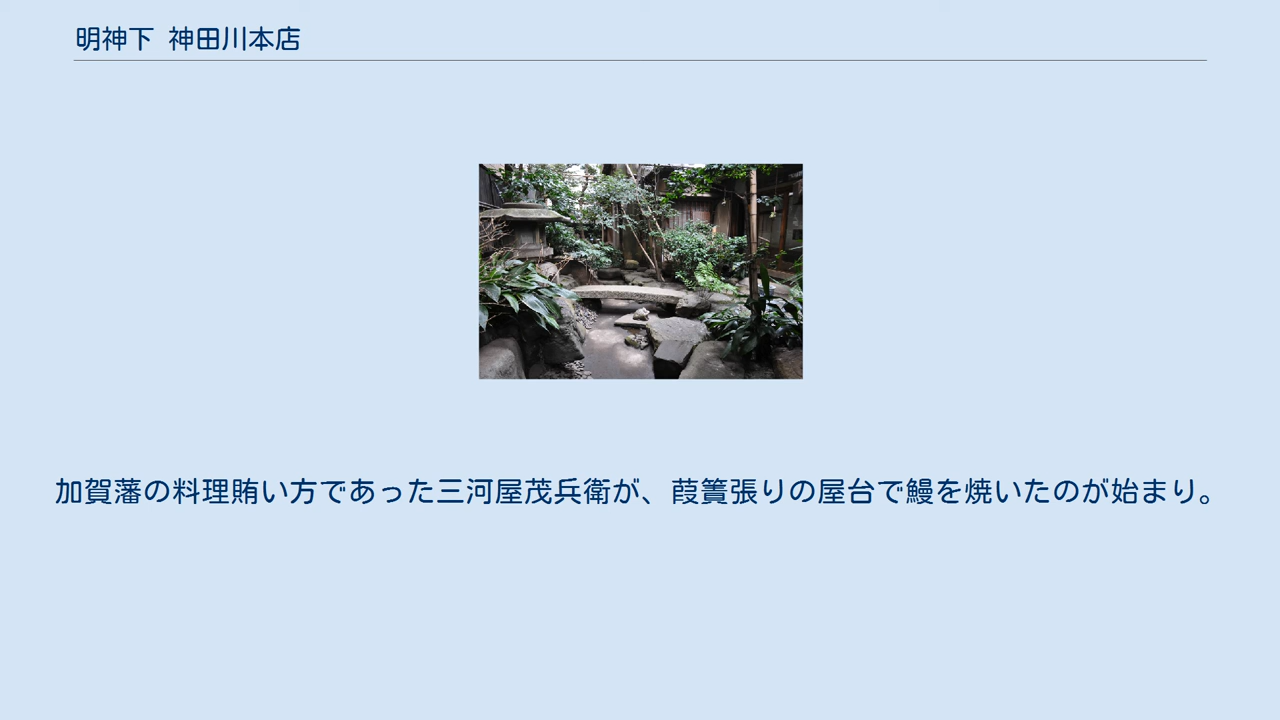 明神下 神田川本店
加賀藩の料理賄い方であった三河屋茂兵衛が、葭簀張りの屋台で鰻を焼いたのが始まり。